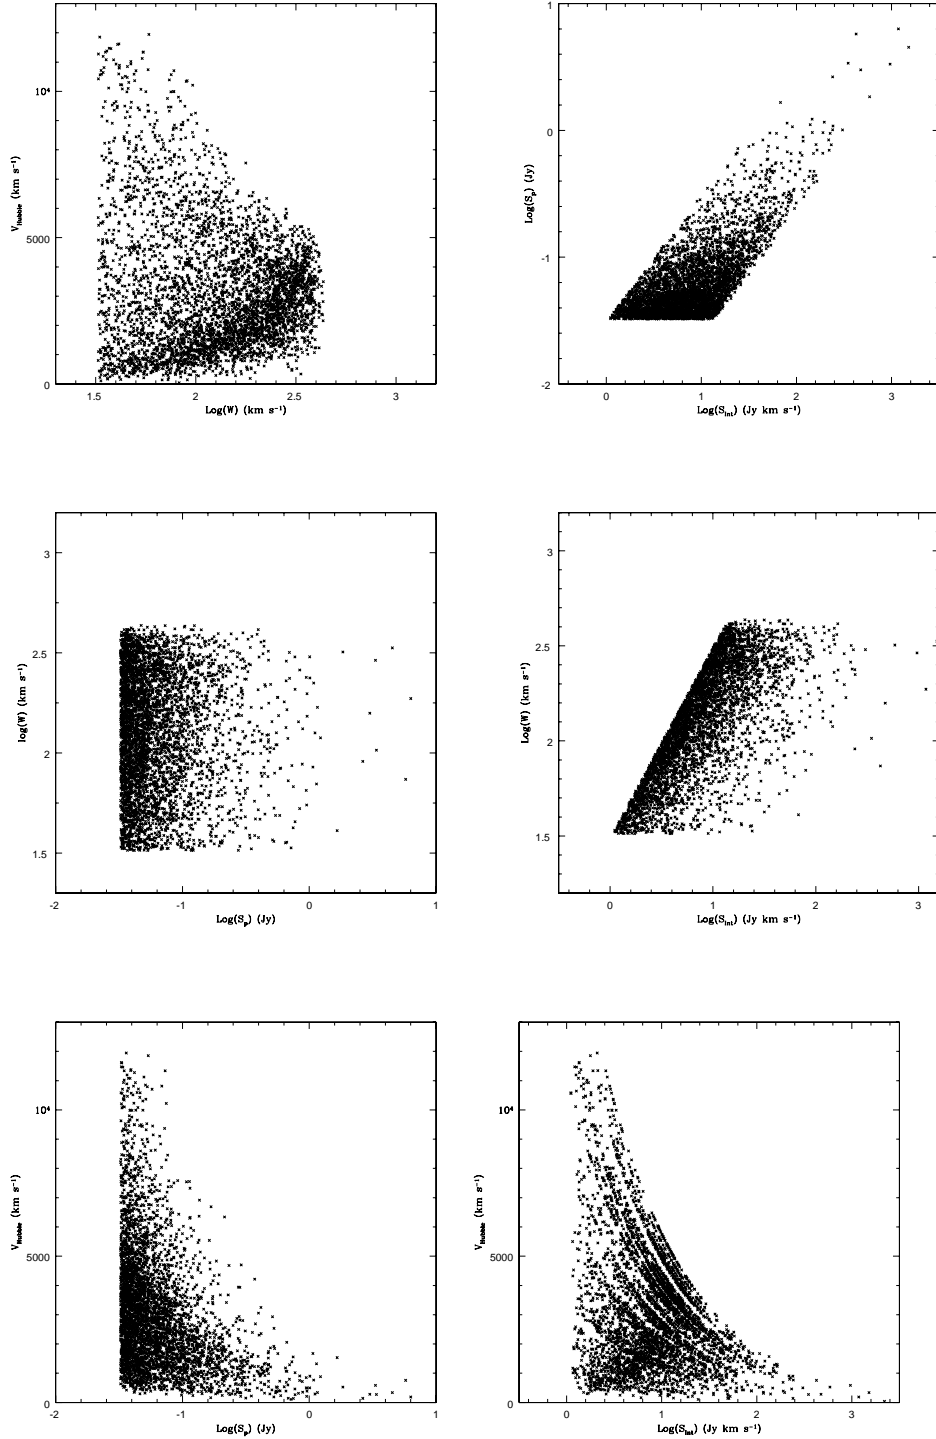 10⁴
5000
0
V_Hubble (km s⁻¹)
1.5 2 2.5 3
Log(W) (km s⁻¹)
1
0
-1
-2
Log(S_p) (Jy)
0 1 2 3
Log(S_int) (Jy km s⁻¹)
3
2.5
2
1.5
log(W) (km s⁻¹)
-2 -1 0 1
Log(S_p) (Jy)
3
2.5
2
1.5
Log(W) (km s⁻¹)
0 1 2 3
Log(S_int) (Jy km s⁻¹)
10⁴
5000
0
V_Hubble (km s⁻¹)
-2 -1 0 1
Log(S_p) (Jy)
10⁴
5000
0
V_Hubble (km s⁻¹)
0 1 2 3
Log(S_int) (Jy km s⁻¹)